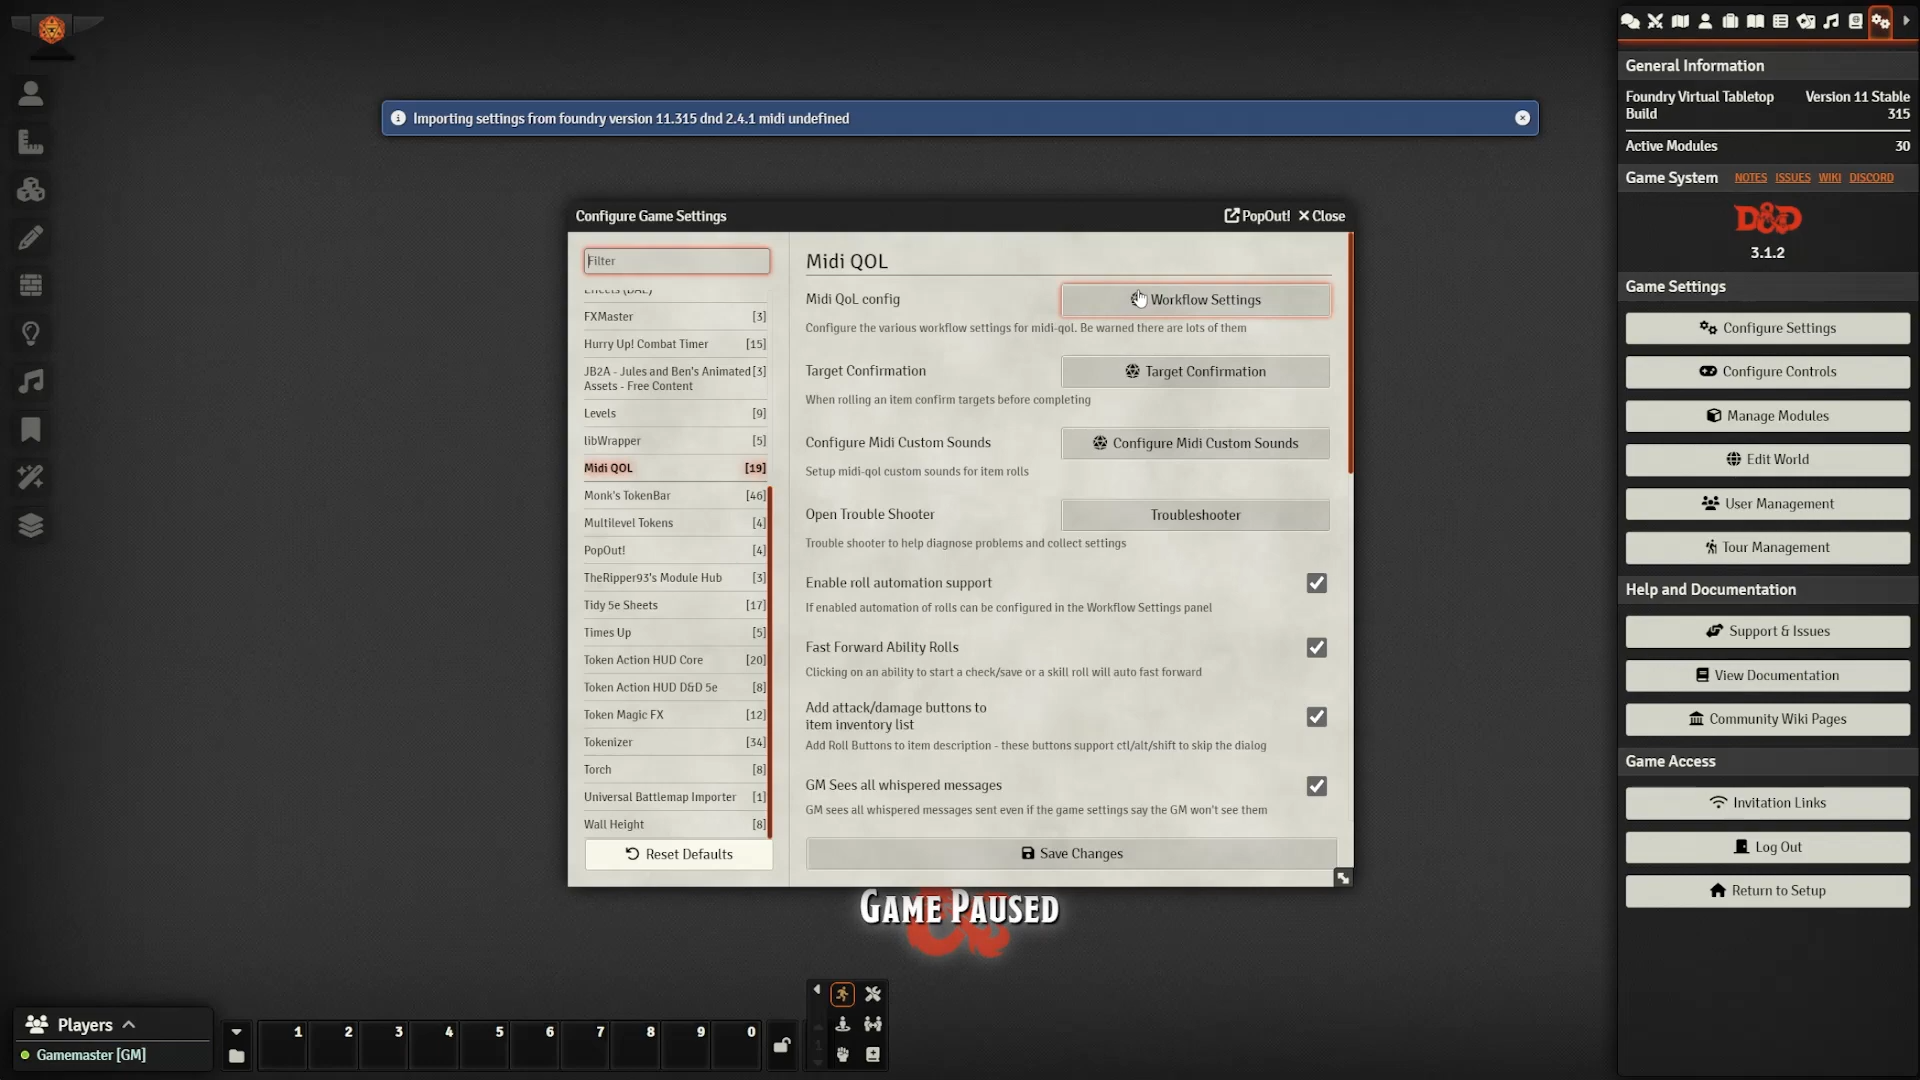 Importing settings from foundry version 11.315 dnd 2.4.1 midi undefined
Configure Game Settings
PopOut!
Close
Filter
Effects (DAE)
FXMaster [3]
Hurry Up! Combat Timer [15]
JB2A - Jules and Ben's Animated [3]
Assets - Free Content
Levels [9]
libWrapper [5]
Midi QOL [19]
Monk's TokenBar [46]
Multilevel Tokens [4]
PopOut! [4]
TheRipper93's Module Hub [3]
Tidy 5e Sheets [17]
Times Up [5]
Token Action HUD Core [20]
Token Action HUD D&D 5e [8]
Token Magic FX [12]
Tokenizer [34]
Torch [8]
Universal Battlemap Importer [1]
Wall Height [8]
Reset Defaults
Midi QOL
Midi QoL config
Workflow Settings
Configure the various workflow settings for midi-qol. Be warned there are lots of them
Target Confirmation
Target Confirmation
When rolling an item confirm targets before completing
Configure Midi Custom Sounds
Configure Midi Custom Sounds
Setup midi-qol custom sounds for item rolls
Open Trouble Shooter
Troubleshooter
Trouble shooter to help diagnose problems and collect settings
Enable roll automation support
If enabled automation of rolls can be configured in the Workflow Settings panel
Fast Forward Ability Rolls
Clicking on an ability to start a check/save or a skill roll will auto fast forward
Add attack/damage buttons to
item inventory list
Add Roll Buttons to item description - these buttons support ctl/alt/shift to skip the dialog
GM Sees all whispered messages
GM sees all whispered messages sent even if the game settings say the GM won't see them
Save Changes
GAME PAUSED
Players
Gamemaster [GM]
1 2 3 4 5 6 7 8 9 0
1
General Information
Foundry Virtual Tabletop Version 11 Stable
Build 315
Active Modules 30
Game System NOTES ISSUES WIKI DISCORD
D&D
3.1.2
Game Settings
Configure Settings
Configure Controls
Manage Modules
Edit World
User Management
Tour Management
Help and Documentation
Support & Issues
View Documentation
Community Wiki Pages
Game Access
Invitation Links
Log Out
Return to Setup